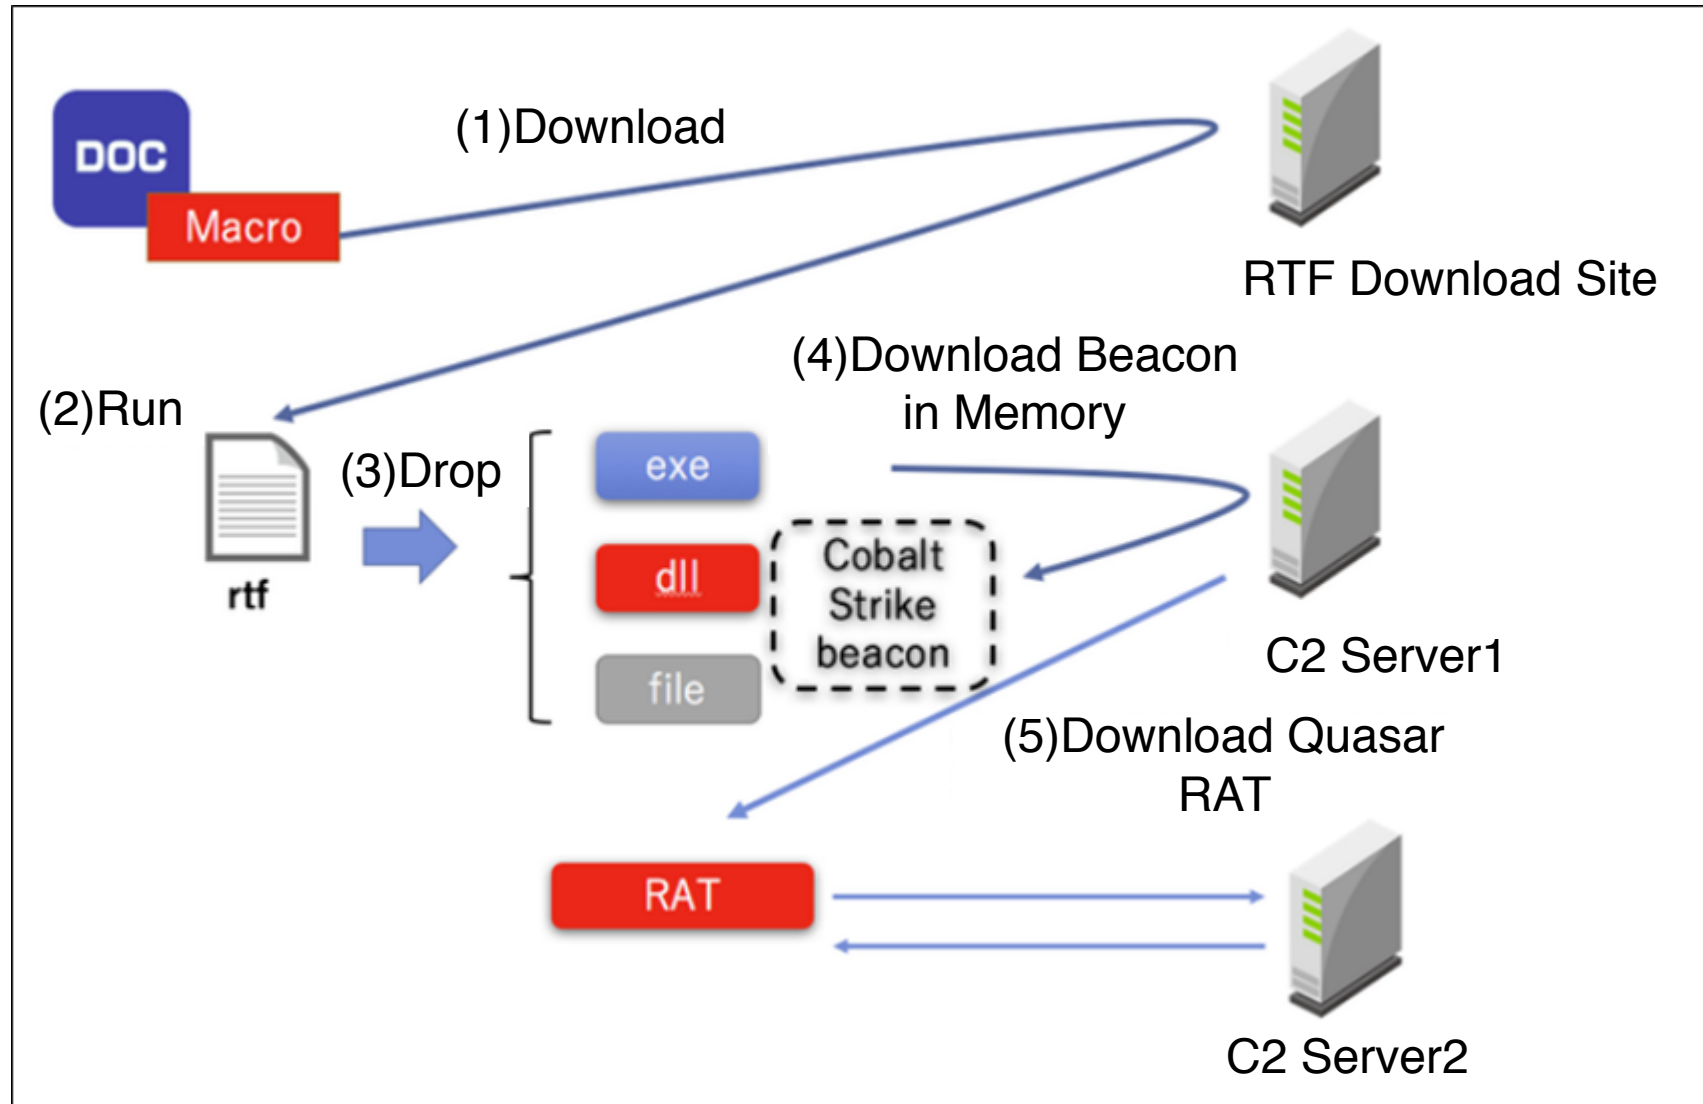 DOC
Macro
(1)Download
RTF Download Site
(2)Run
rtf
(3)Drop
exe
dll
file
Cobalt
Strike
beacon
(4)Download Beacon
in Memory
C2 Server1
(5)Download Quasar
RAT
RAT
C2 Server2